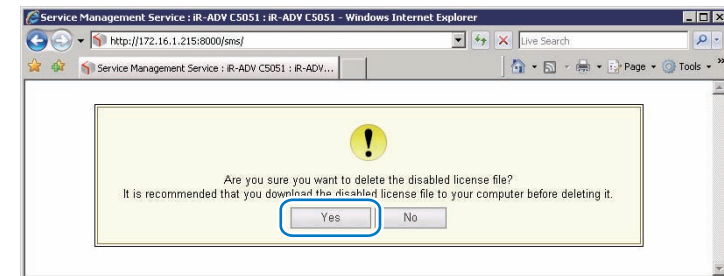 Service Management Service : iR-ADV C5051 : iR-ADV C5051 - Windows Internet Explorer
http://172.16.1.215:8000/sms/
Live Search
Service Management Service : iR-ADV C5051 : iR-ADV...
Page
Tools
Are you sure you want to delete the disabled license file?
It is recommended that you download the disabled license file to your computer before deleting it.
Yes No